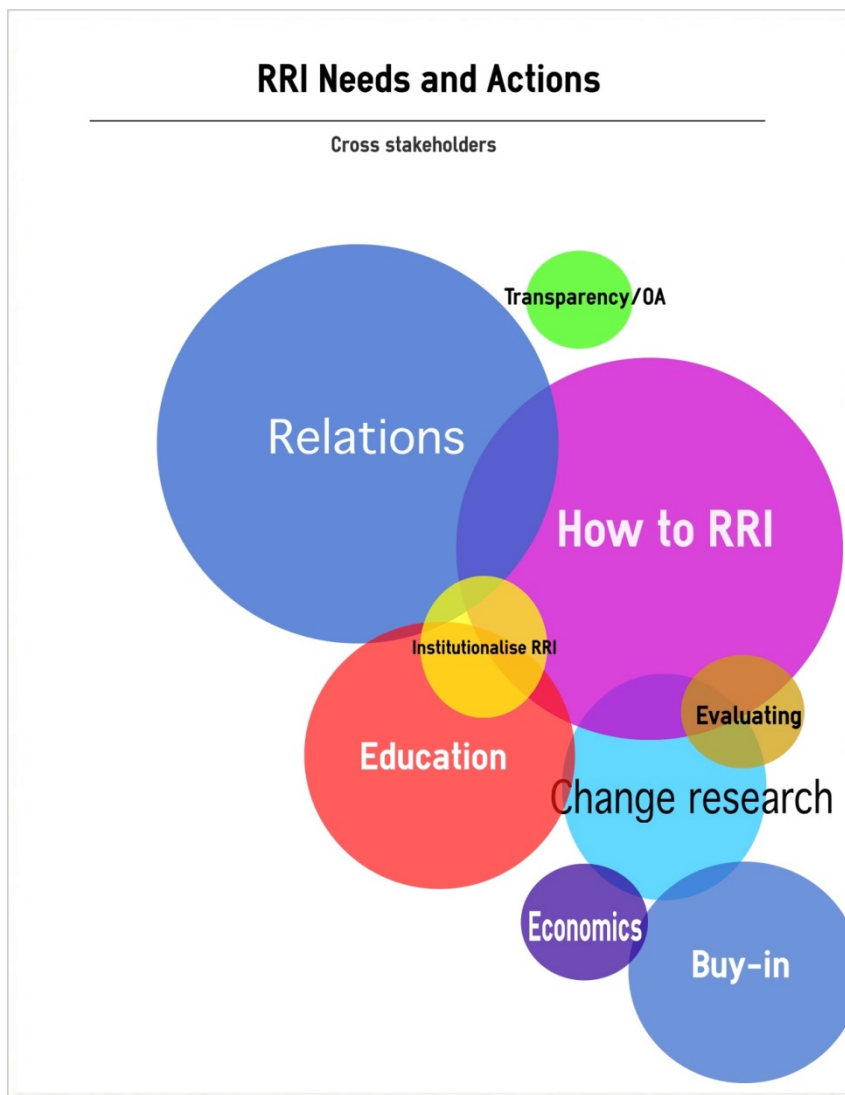 RRI Needs and Actions
Cross stakeholders
Transparency/OA
Relations
How to RRI
Institutionalise RRI
Evaluating
Education
Change research
Economics
Buy-in